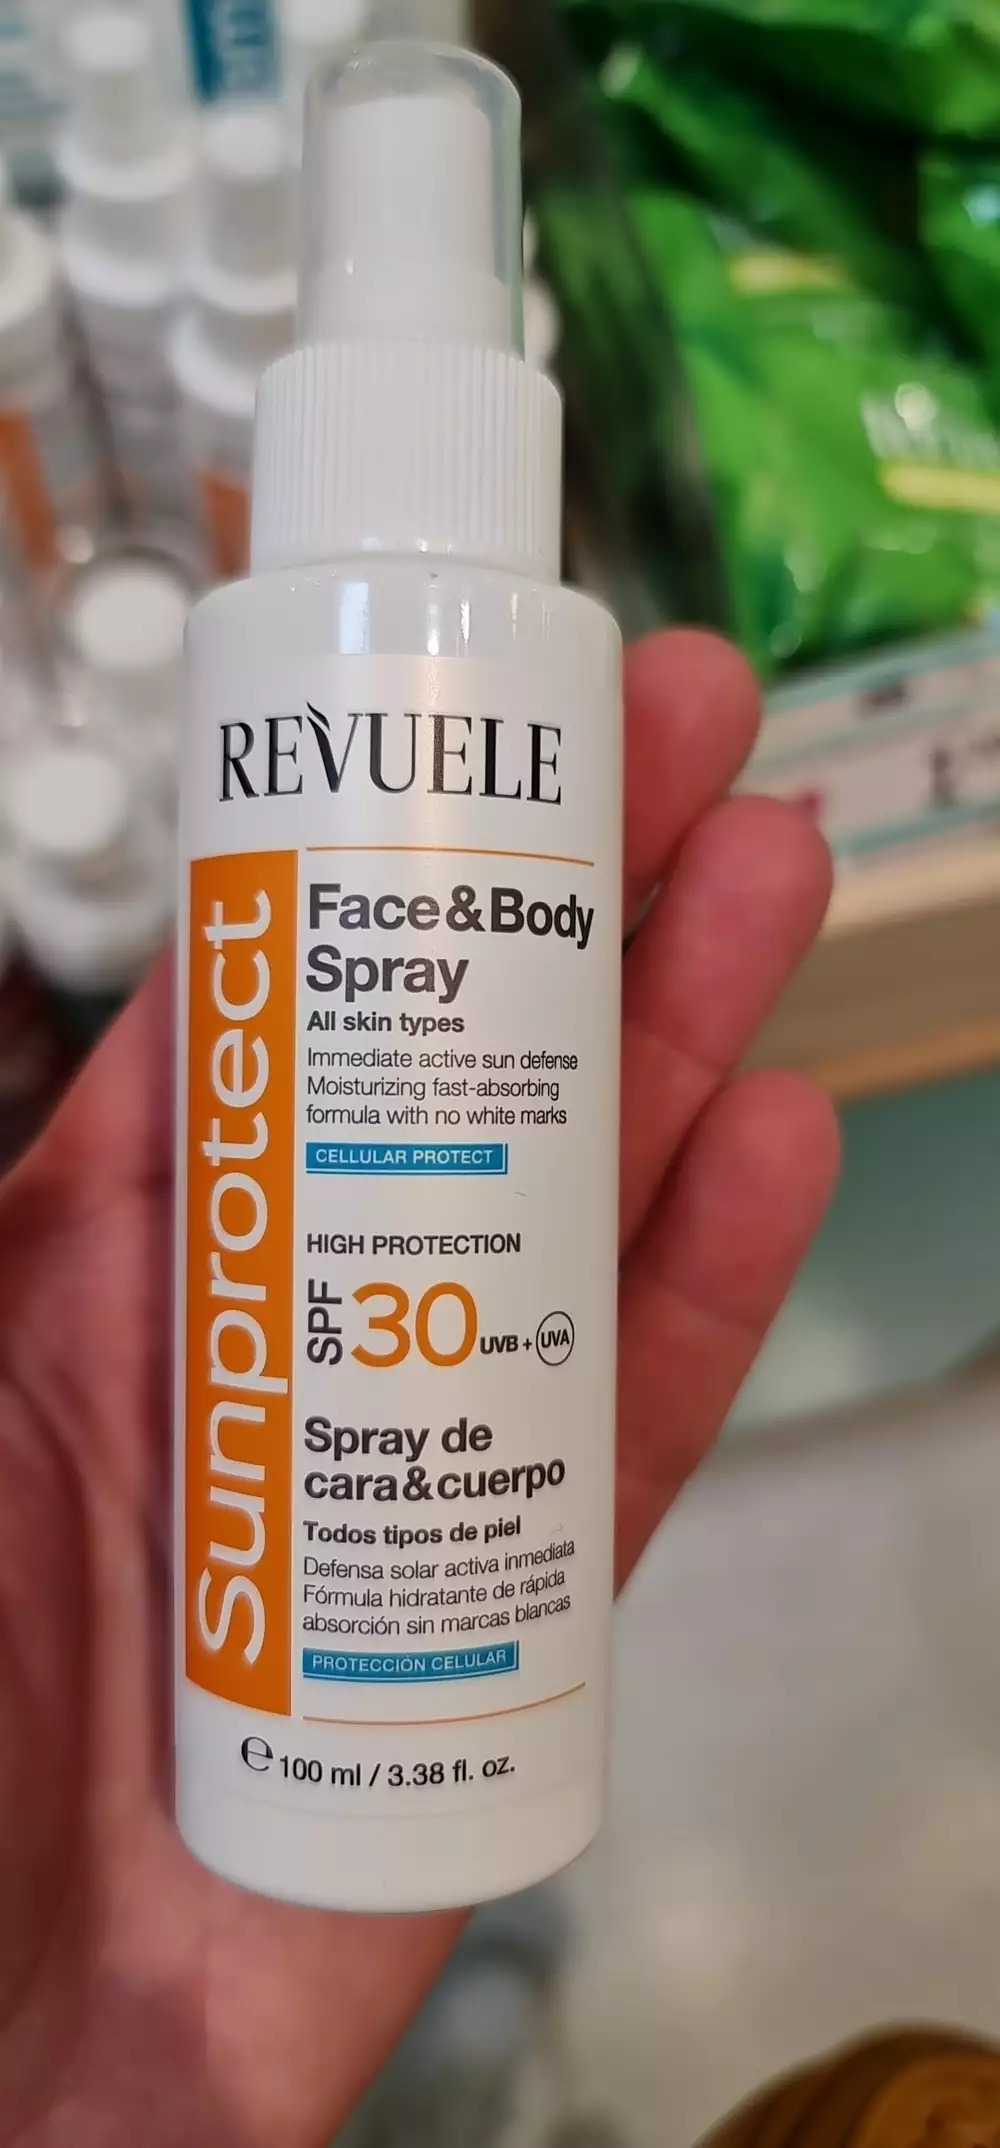 REVUELE
Sunprotect
Face & Body
Spray
All skin types
Immediate active sun defense
Moisturizing fast-absorbing
formula with no white marks
CELLULAR PROTECT
HIGH PROTECTION
SPF 30 UVB + UVA
Spray de
cara & cuerpo
Todos tipos de piel
Defensa solar activa inmediata
Fórmula hidratante de rápida
absorción sin marcas blancas
PROTECCIÓN CELULAR
℮ 100 ml / 3.38 fl. oz.